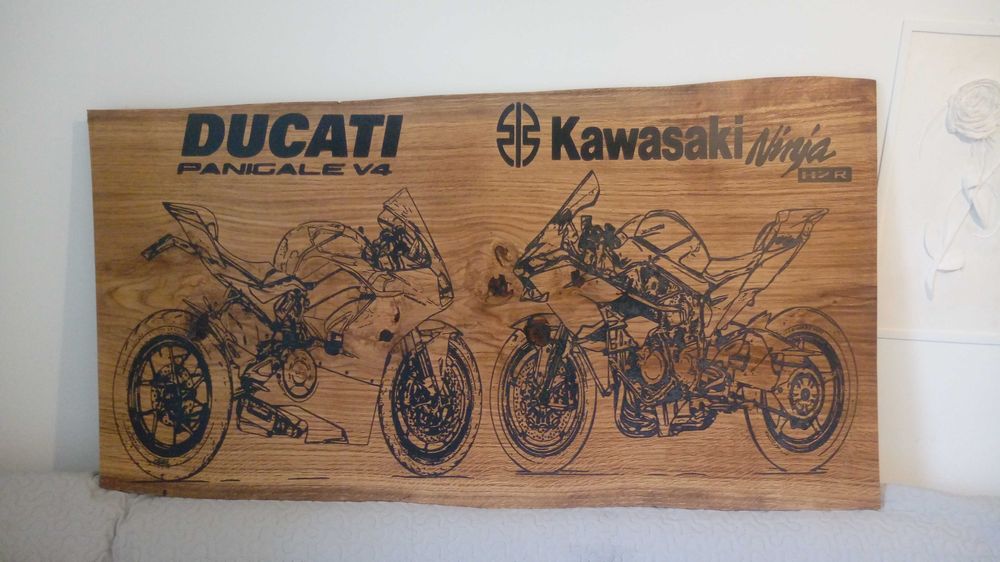 DUCATI
PANIGALE V4
Kawasaki Ninja
H2R